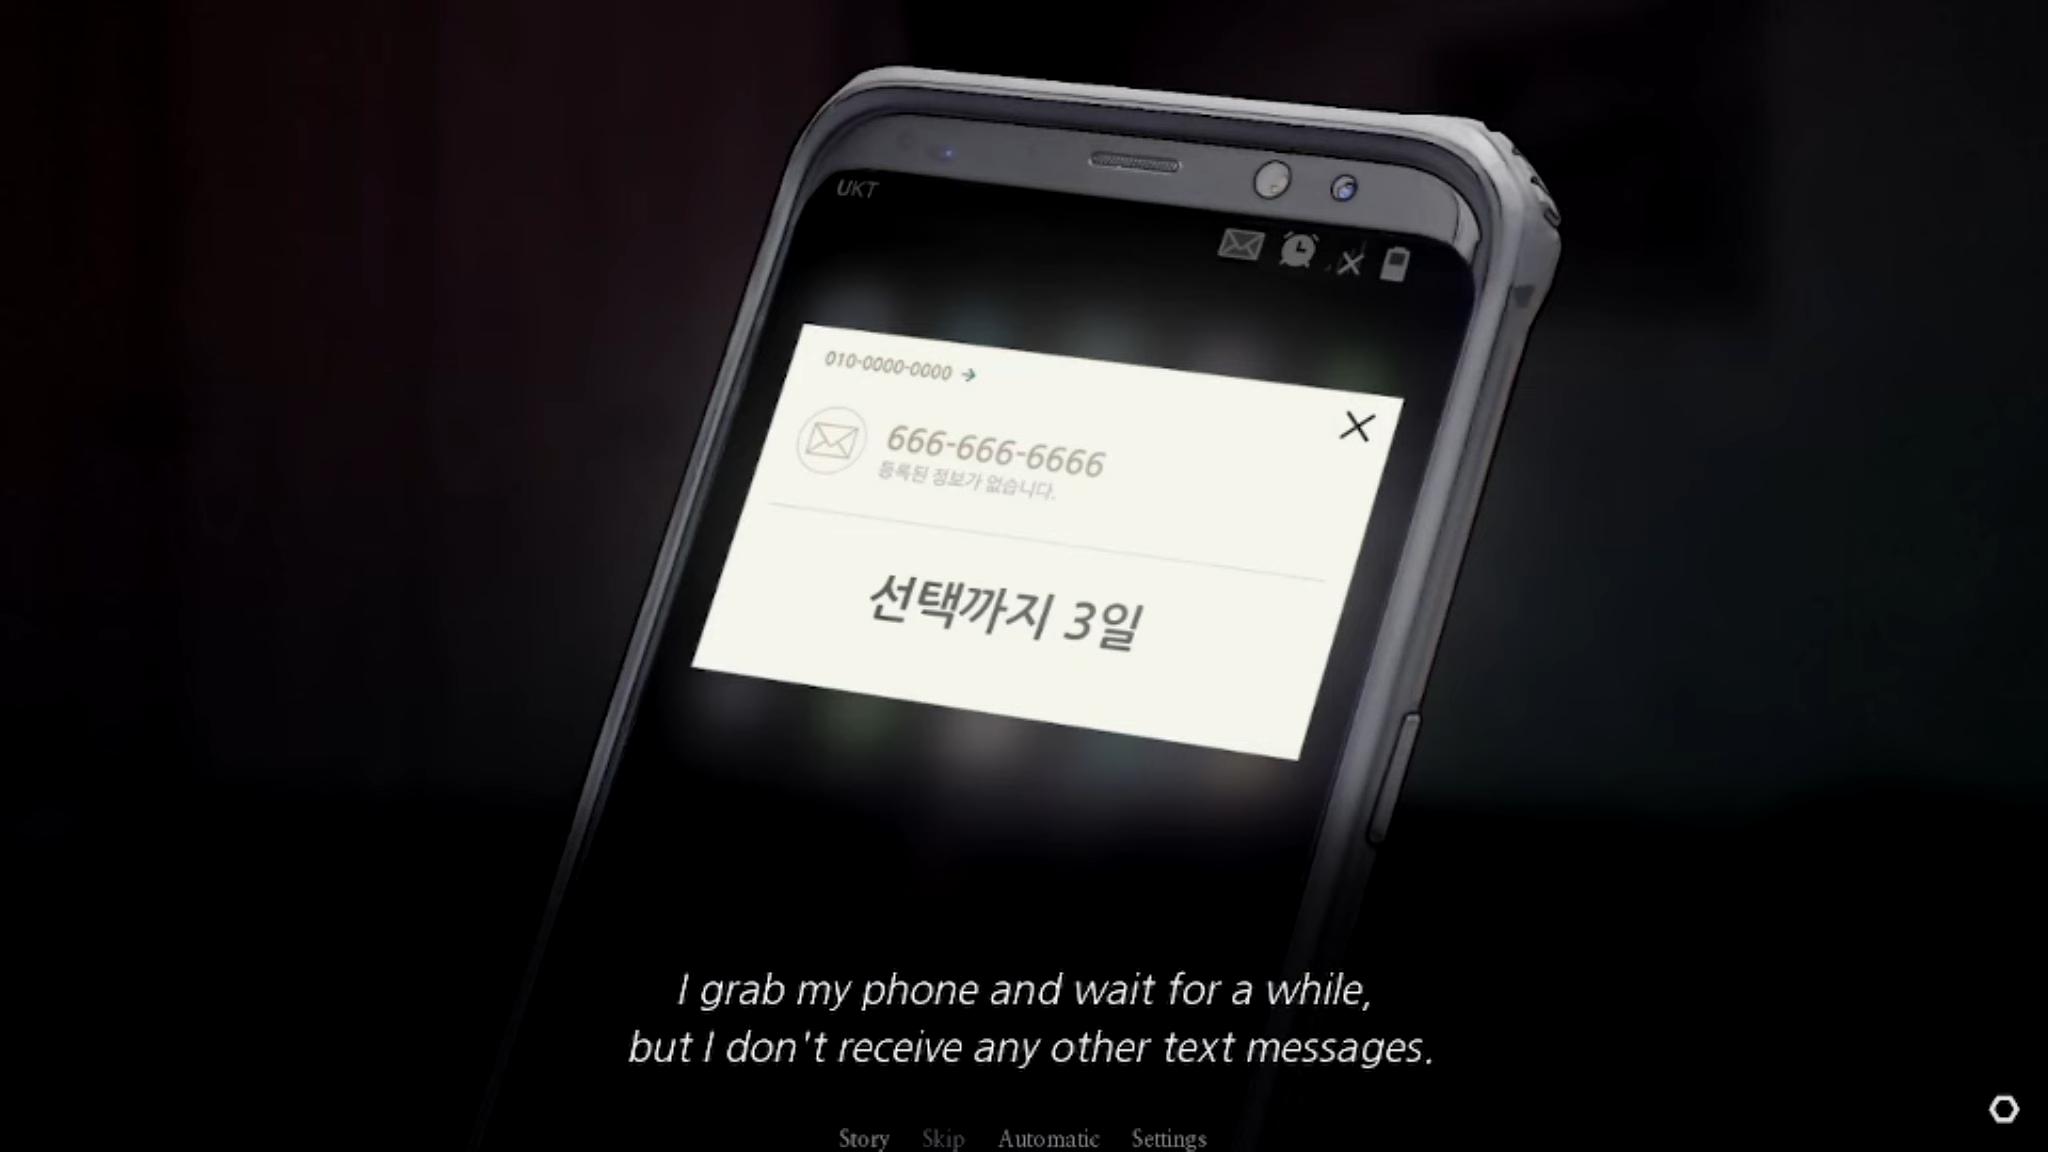 UKT
010-0000-0000 →
666-666-6666
등록된 정보가 없습니다.
선택까지 3일
I grab my phone and wait for a while,
but I don't receive any other text messages.
Story Skip Automatic Settings